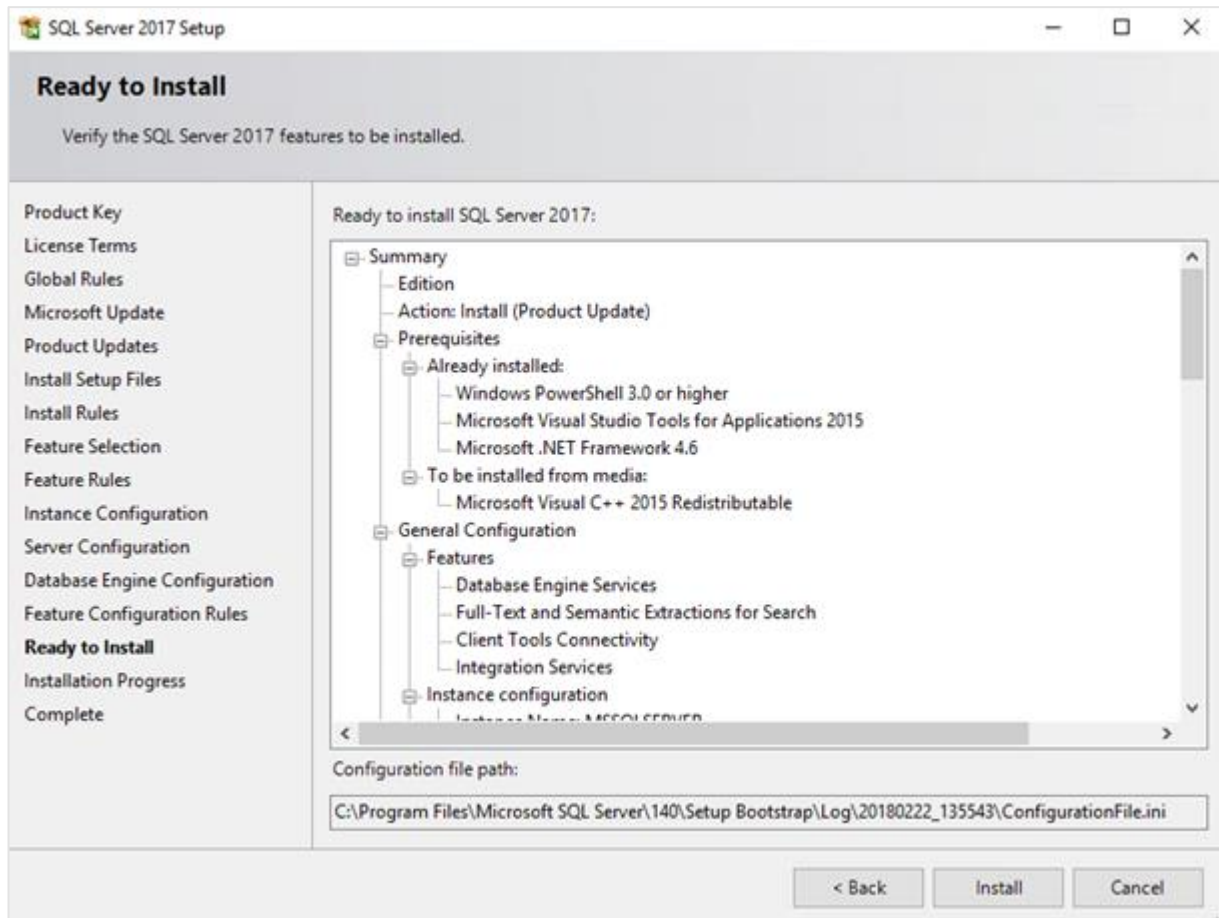 SQL Server 2017 Setup
Ready to Install
Verify the SQL Server 2017 features to be installed.
Product Key
License Terms
Global Rules
Microsoft Update
Product Updates
Install Setup Files
Install Rules
Feature Selection
Feature Rules
Instance Configuration
Server Configuration
Database Engine Configuration
Feature Configuration Rules
Ready to Install
Installation Progress
Complete
Ready to install SQL Server 2017:
Summary
Edition
Action: Install (Product Update)
Prerequisites
Already installed:
Windows PowerShell 3.0 or higher
Microsoft Visual Studio Tools for Applications 2015
Microsoft .NET Framework 4.6
To be installed from media:
Microsoft Visual C++ 2015 Redistributable
General Configuration
Features
Database Engine Services
Full-Text and Semantic Extractions for Search
Client Tools Connectivity
Integration Services
Instance configuration
Instance Name: MSSQLSERVER
Configuration file path:
C:\Program Files\Microsoft SQL Server\140\Setup Bootstrap\Log\20180222_135543\ConfigurationFile.ini
< Back
Install
Cancel